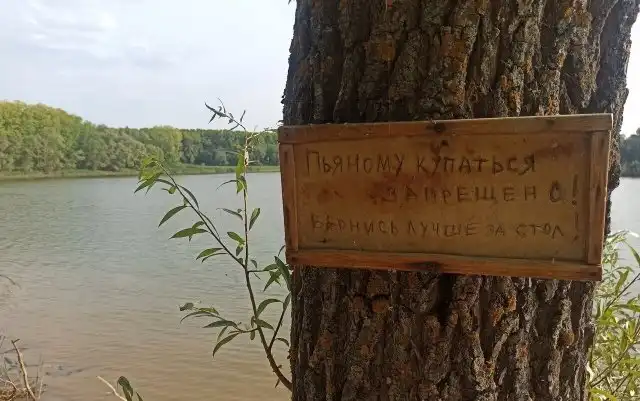 ПЬЯНОМУ КУПАТЬСЯ
ЗАПРЕЩЕНО!
ВЕРНИСЬ ЛУЧШЕ ЗА СТОЛ